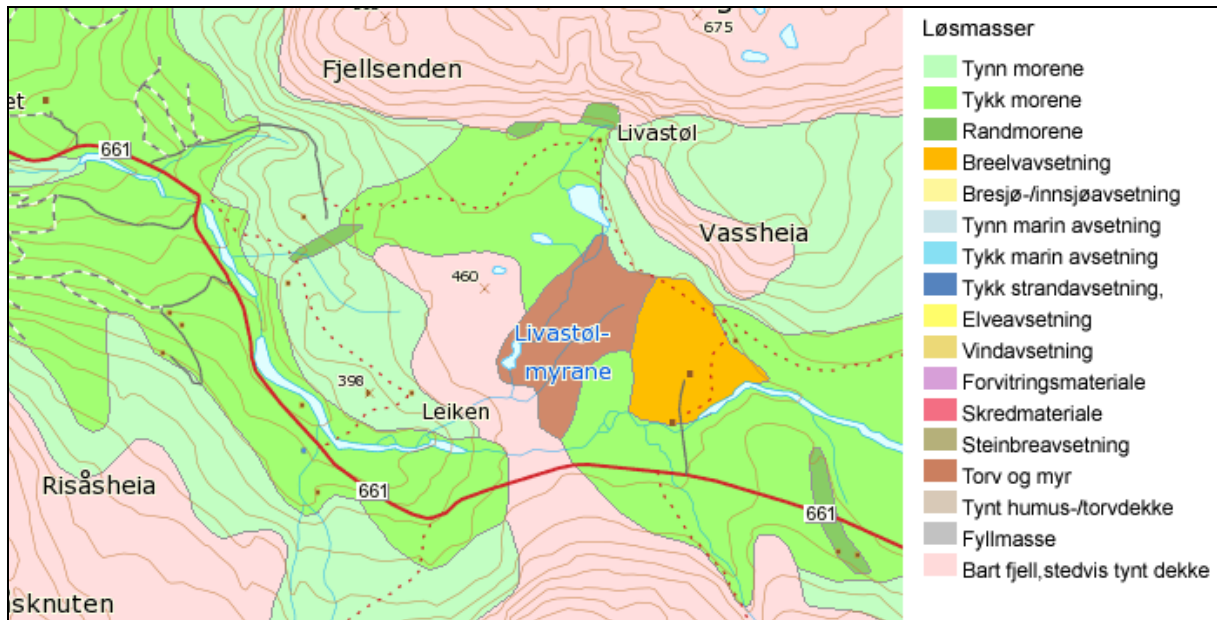 675
Fjellsenden
et
Livastøl
661
Vassheia
460
Livastøl-
myrane
398
Leiken
Risåsheia
661
661
isknuten
Løsmasser
Tynn morene
Tykk morene
Randmorene
Breelvavsetning
Bresjø-/innsjøavsetning
Tynn marin avsetning
Tykk marin avsetning
Tykk strandavsetning,
Elveavsetning
Vindavsetning
Forvitringsmateriale
Skredmateriale
Steinbreavsetning
Torv og myr
Tynt humus-/torvdekke
Fyllmasse
Bart fjell,stedvis tynt dekke